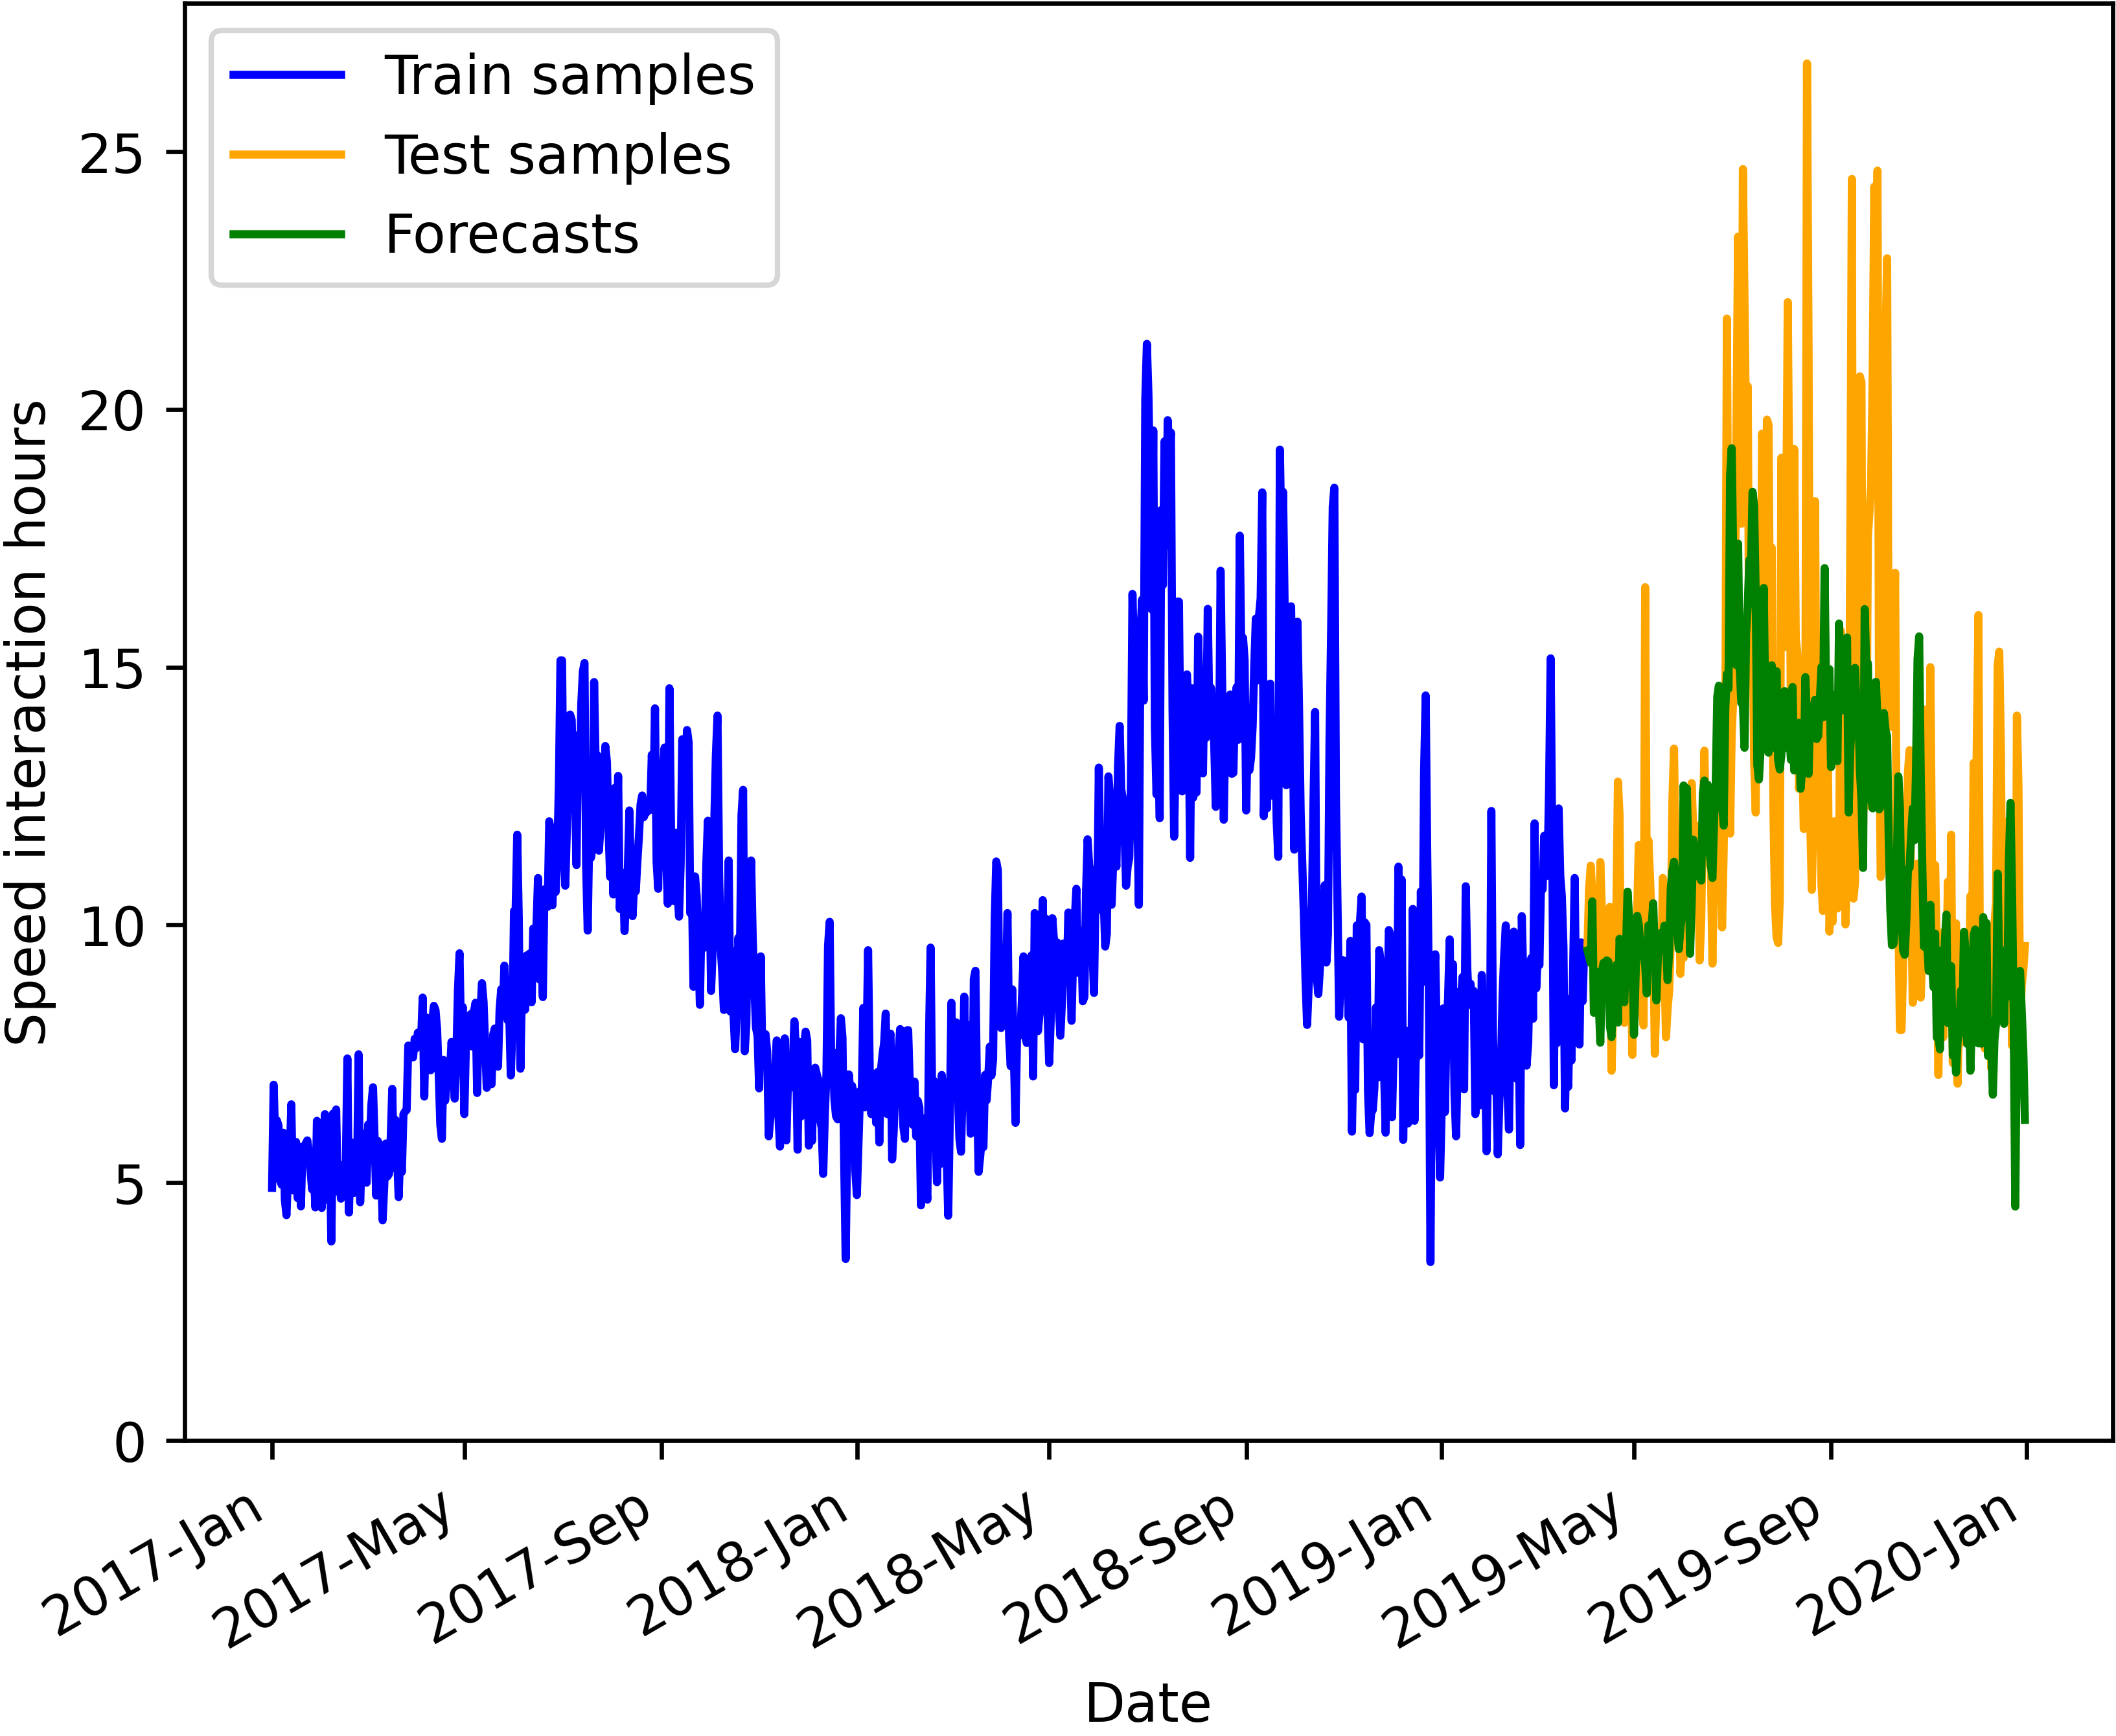 Train samples
Test samples
Forecasts
Speed interaction hours
25
20
15
10
5
0
2017-Jan
2017-May
2017-Sep
2018-Jan
2018-May
2018-Sep
2019-Jan
2019-May
2019-Sep
2020-Jan
Date